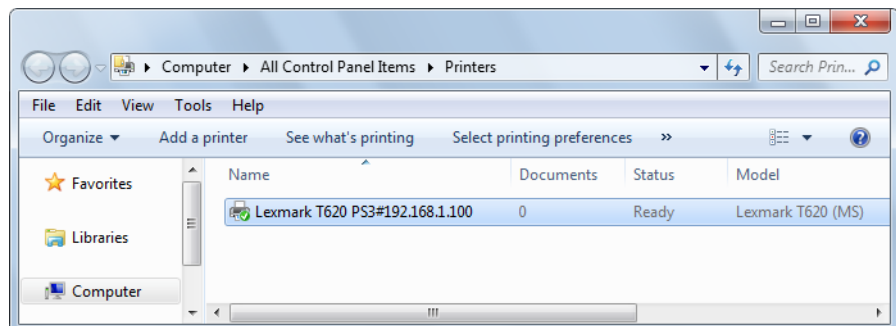 Computer ▸ All Control Panel Items ▸ Printers Search Prin...
File Edit View Tools Help
Organize ▾ Add a printer See what's printing Select printing preferences »
Favorites Name Documents Status Model
Lexmark T620 PS3#192.168.1.100 0 Ready Lexmark T620 (MS)
Libraries
Computer